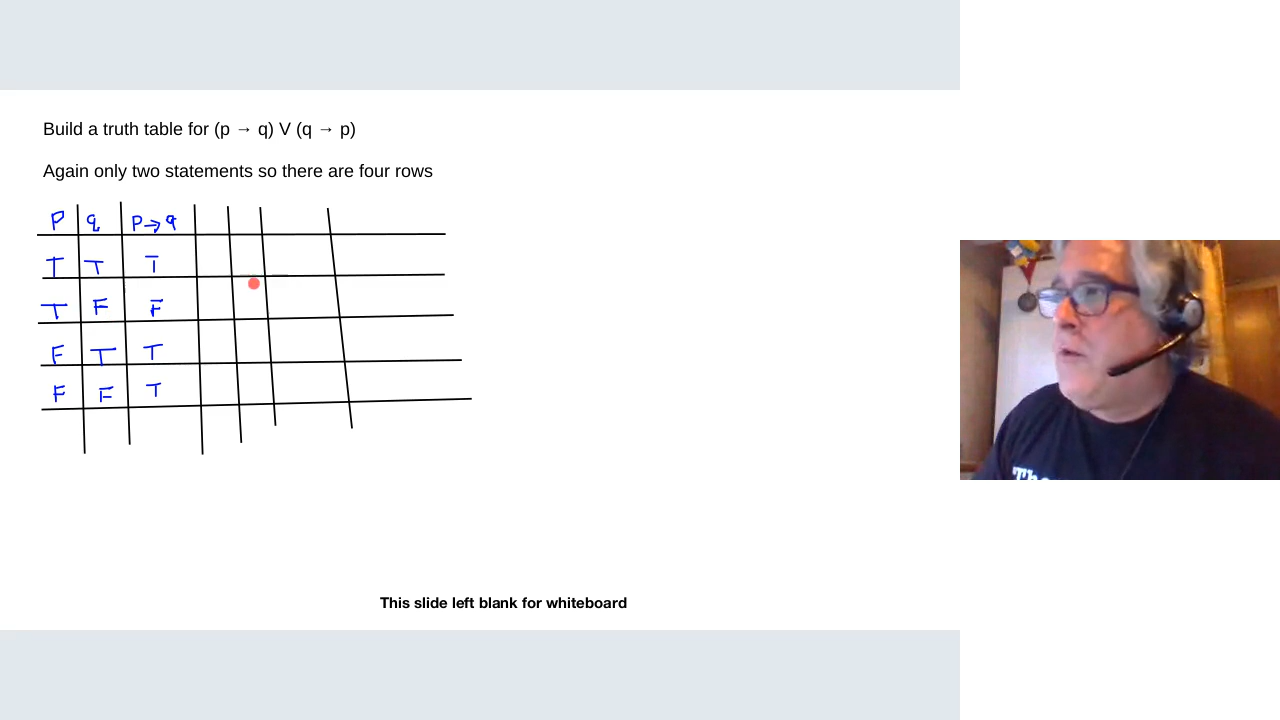 Build a truth table for (p → q) V (q → p)
Again only two statements so there are four rows
P q P→q
T T T
T F F
F T T
F F T
This slide left blank for whiteboard